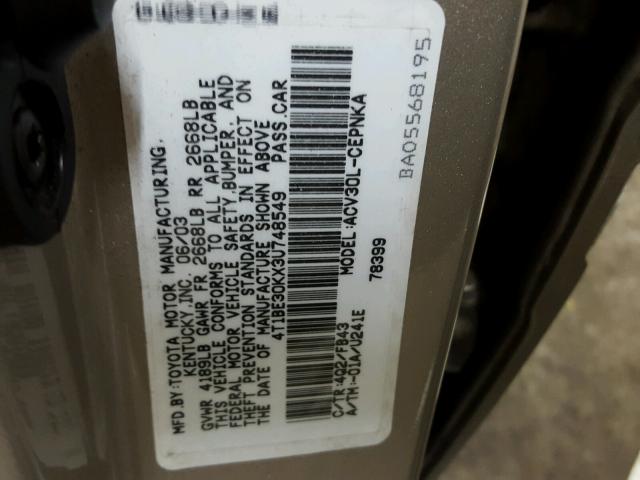 MFD.BY:TOYOTA MOTOR MANUFACTURING,
KENTUCKY,INC. 06/03
GVWR 4189LB GAWR FR 2668LB RR 2668LB
THIS VEHICLE CONFORMS TO ALL APPLICABLE
FEDERAL MOTOR VEHICLE SAFETY,BUMPER, AND
THEFT PREVENTION STANDARDS IN EFFECT ON
THE DATE OF MANUFACTURE SHOWN ABOVE
4T1BE30KX3U748549 PASS.CAR
MODEL:ACV30L-CEPNKA
78399
C/TR:4Q2/FB43
A/TM:-01A/U241E
BA05568195